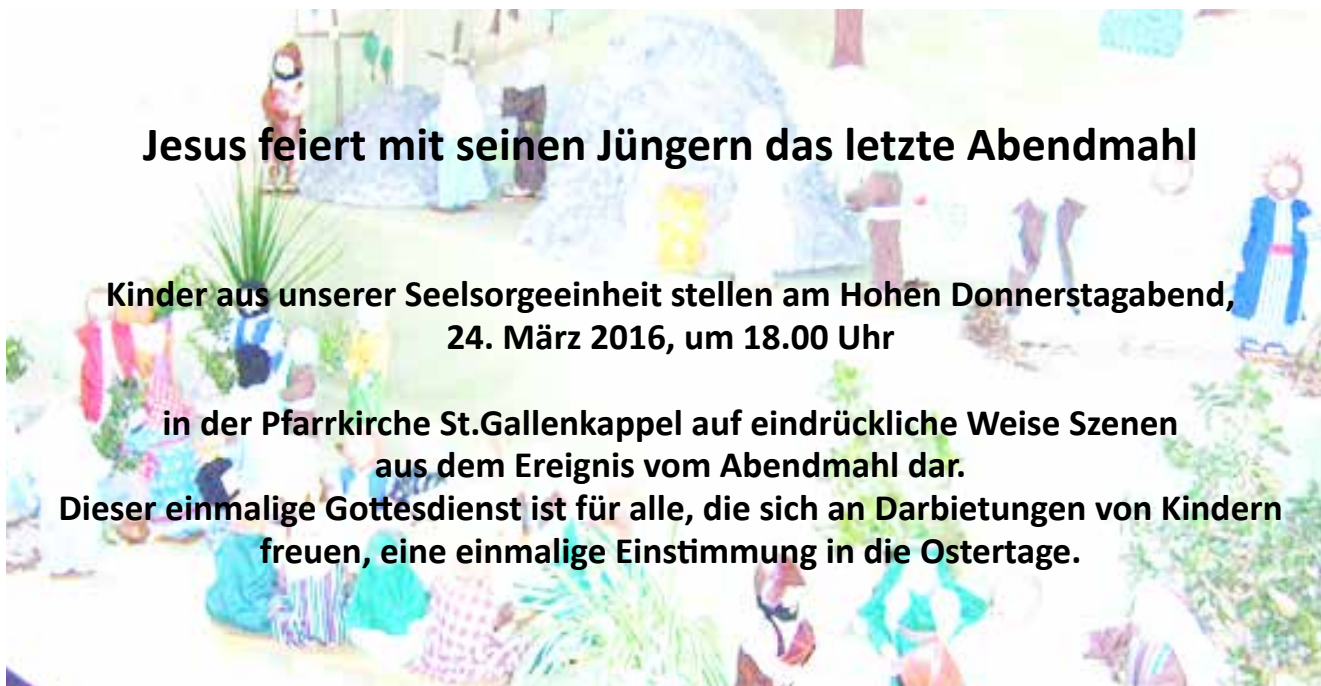 Jesus feiert mit seinen Jüngern das letzte Abendmahl
Kinder aus unserer Seelsorgeeinheit stellen am Hohen Donnerstagabend,
24. März 2016, um 18.00 Uhr
in der Pfarrkirche St.Gallenkappel auf eindrückliche Weise Szenen
aus dem Ereignis vom Abendmahl dar.
Dieser einmalige Gottesdienst ist für alle, die sich an Darbietungen von Kindern
freuen, eine einmalige Einstimmung in die Ostertage.